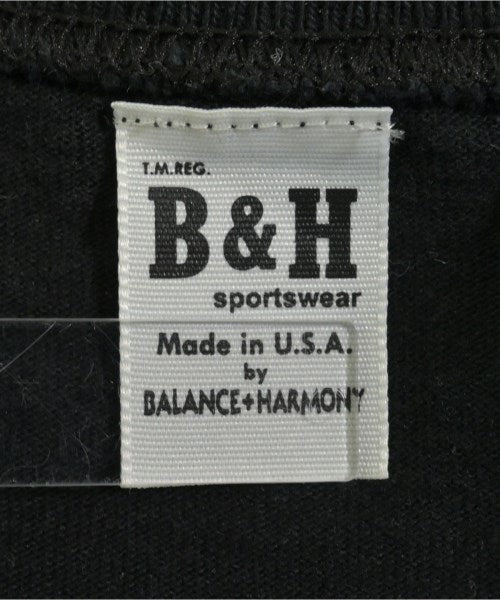 T.M.REG.
B&H
sportswear
Made in U.S.A.
by
BALANCE+HARMONY